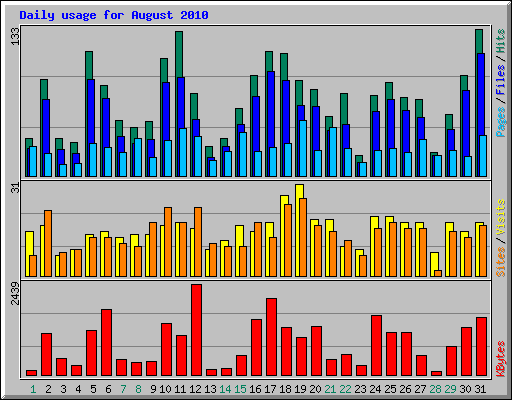 Daily usage for August 2010
133
Pages / Files / Hits
31
Sites / Visits
2439
KBytes
1 2 3 4 5 6 7 8 9 10 11 12 13 14 15 16 17 18 19 20 21 22 23 24 25 26 27 28 29 30 31